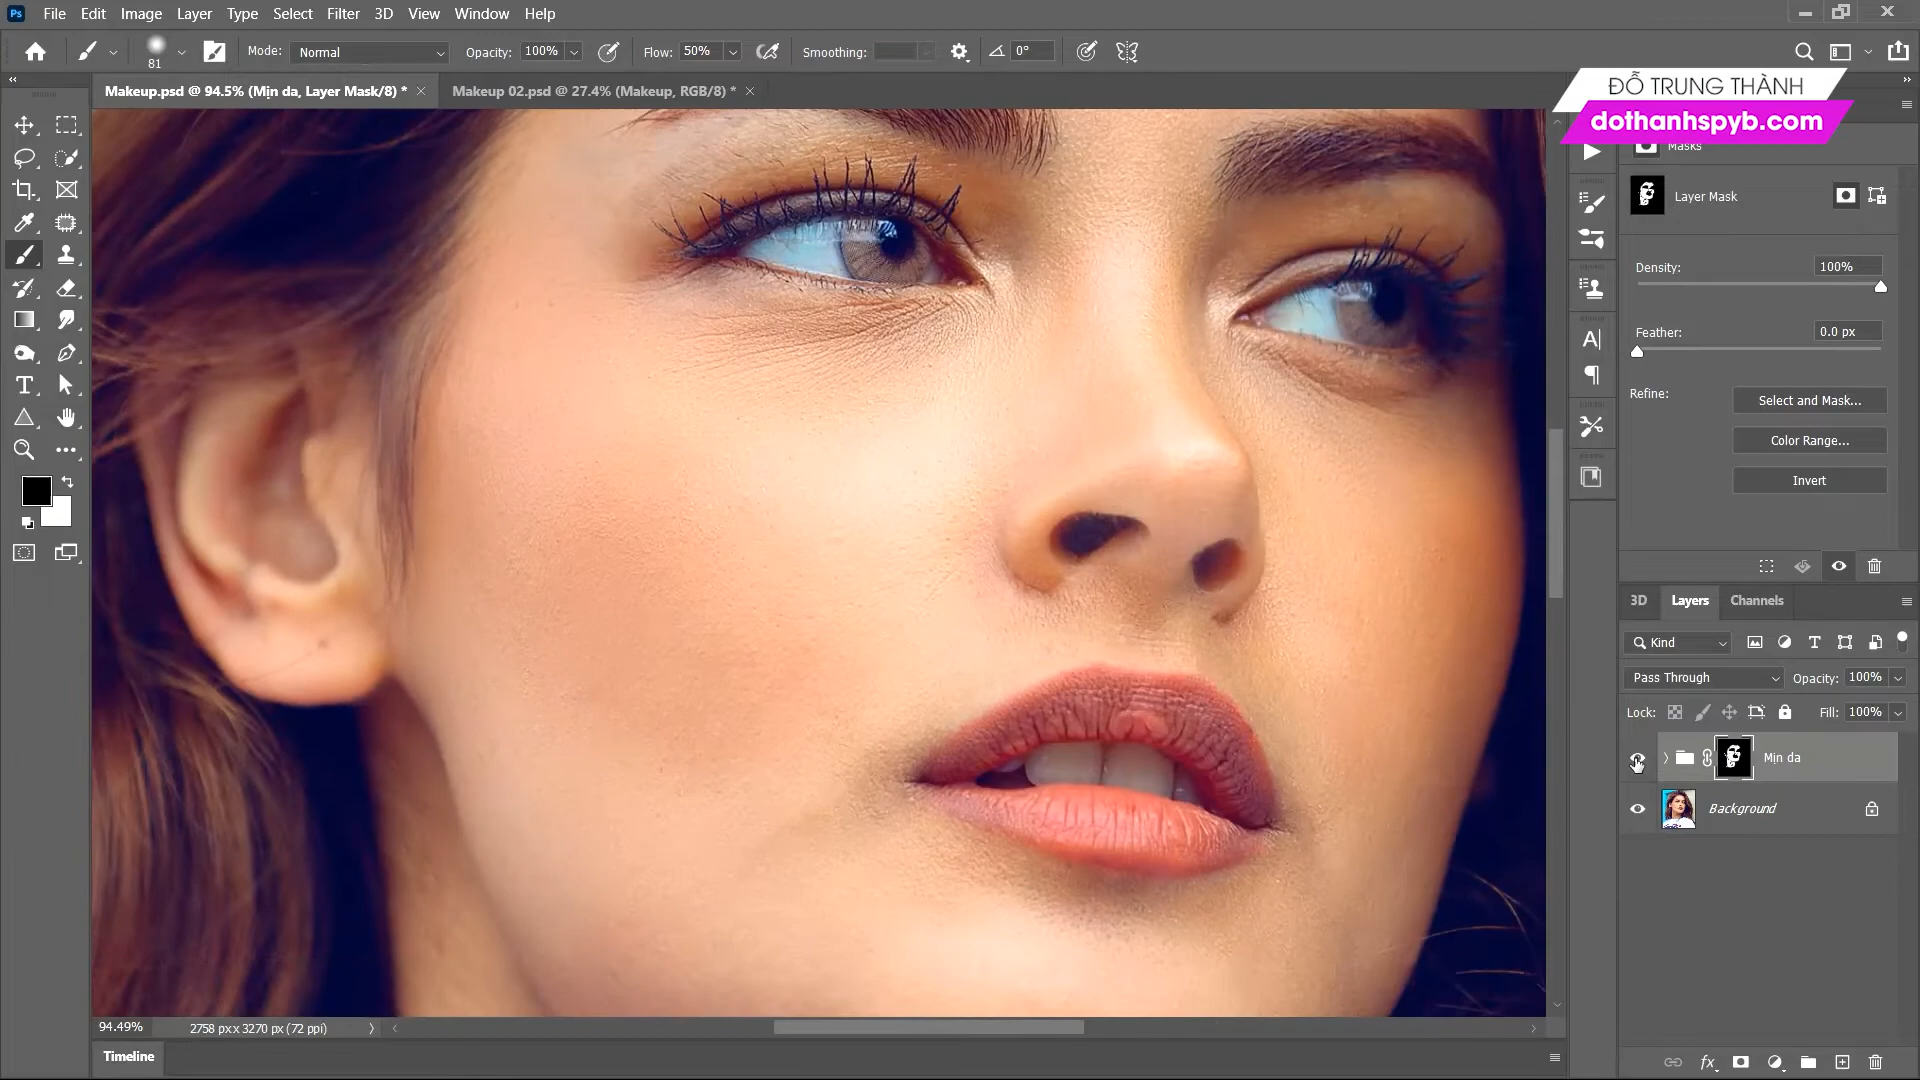 Ps File Edit Image Layer Type Select Filter 3D View Window Help
81 Mode: Normal Opacity: 100% Flow: 50% Smoothing: 0°
Makeup.psd @ 94.5% (Mịn da, Layer Mask/8) *
Makeup 02.psd @ 27.4% (Makeup, RGB/8) *
ĐỖ TRUNG THÀNH
dothanhspyb.com
Masks
Layer Mask
Density: 100%
Feather: 0.0 px
Refine: Select and Mask...
Color Range...
Invert
3D Layers Channels
Kind
Pass Through Opacity: 100%
Lock: Fill: 100%
Mịn da
Background
94.49% 2758 px x 3270 px (72 ppi)
Timeline